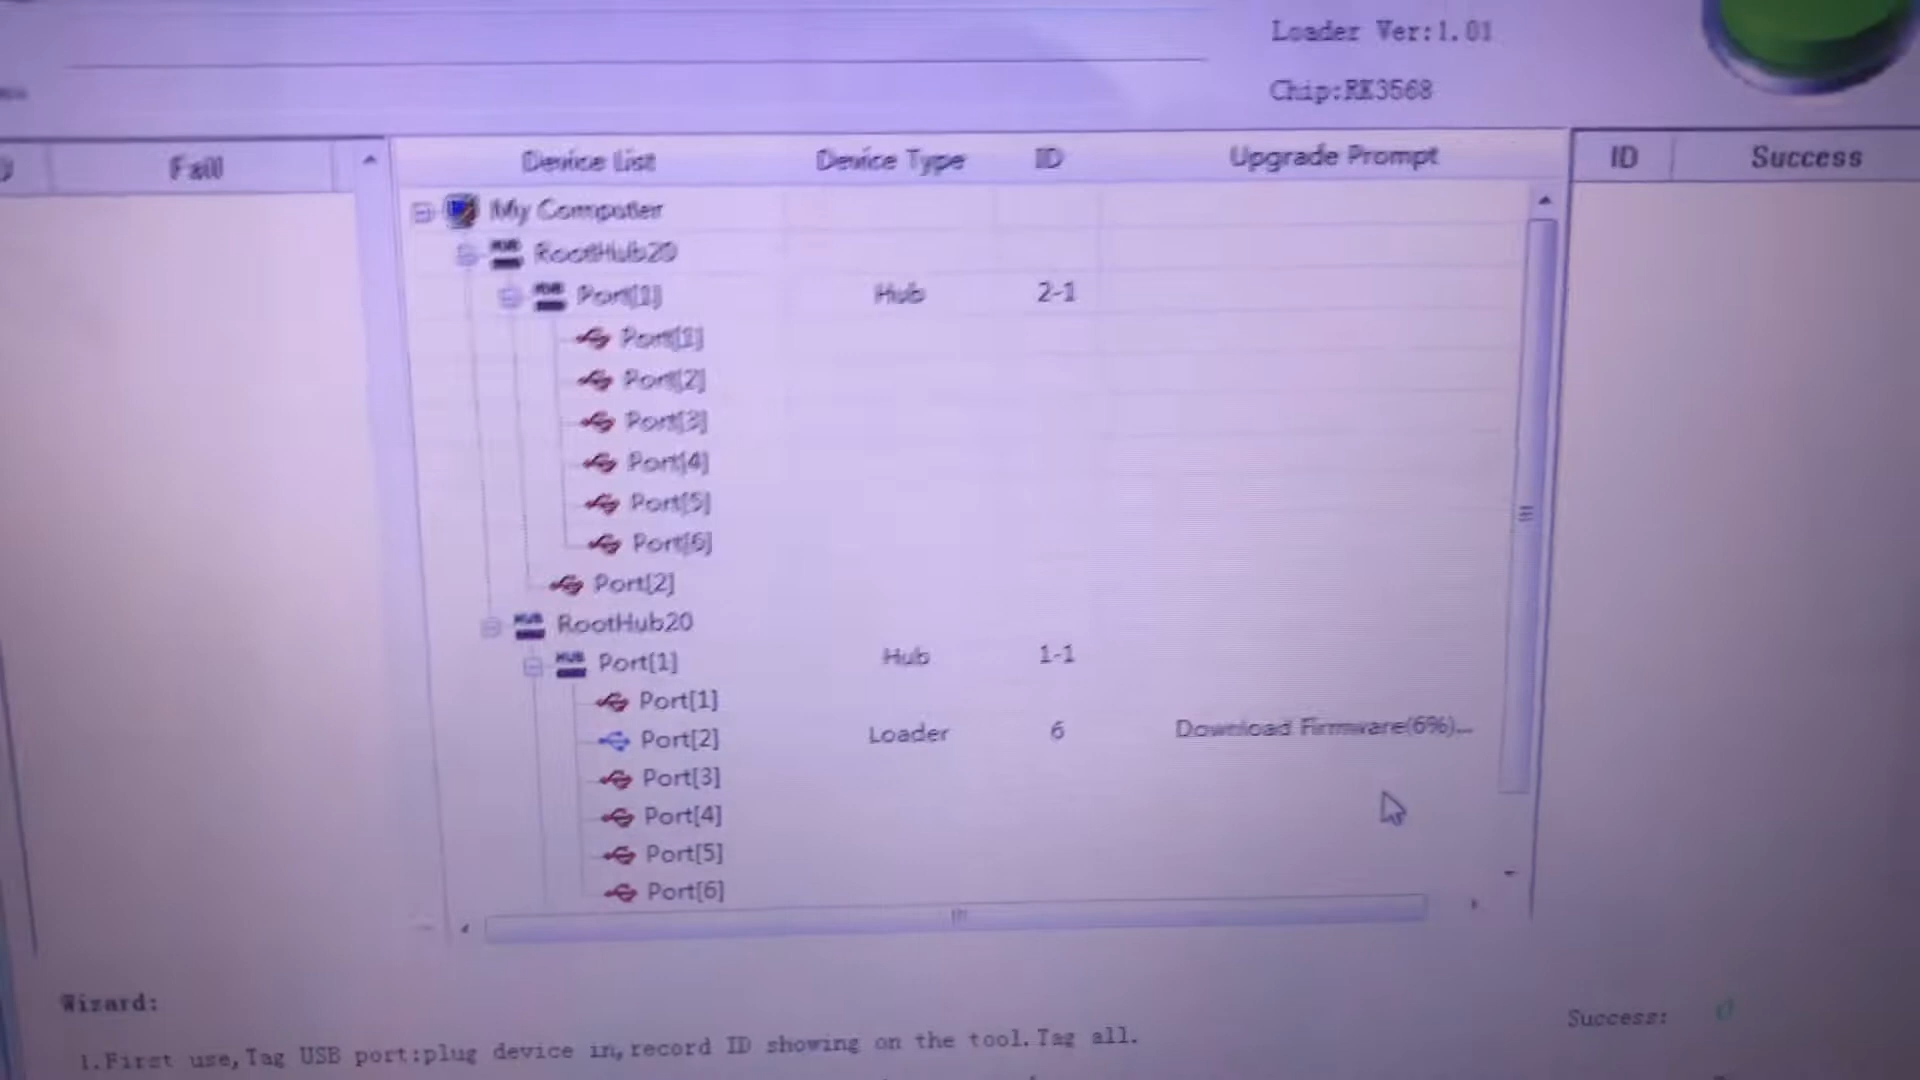 Loader Ver:1.01
Chip:RK3568
Fail
Device List Device Type ID Upgrade Prompt
ID Success
My Computer
RootHub20
Port[1] Hub 2-1
Port[1]
Port[2]
Port[3]
Port[4]
Port[5]
Port[6]
Port[2]
RootHub20
Port[1] Hub 1-1
Port[1]
Port[2] Loader 6 Download Firmware(6%)...
Port[3]
Port[4]
Port[5]
Port[6]
Wizard:
Success: 0
1.First use,Tag USB port:plug device in,record ID showing on the tool.Tag all.